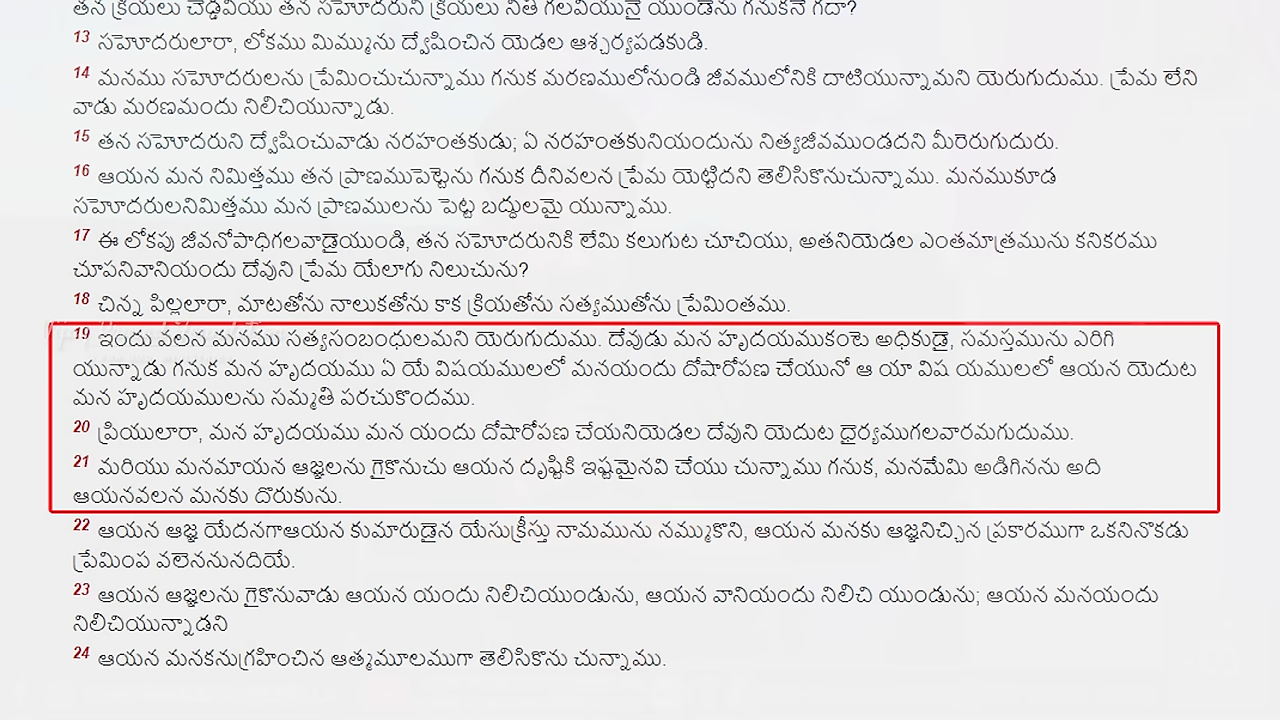 తన క్రియలు చెడ్డవియు తన సహోదరుని క్రియలు నీతి గలవియునై యుండెను గనుకనే గదా?
13 సహోదరులారా, లోకము మిమ్మును ద్వేషించిన యెడల ఆశ్చర్యపడకుడి.
14 మనము సహోదరులను ప్రేమించుచున్నాము గనుక మరణములోనుండి జీవములోనికి దాటియున్నామని యెరుగుదుము. ప్రేమ లేని
వాడు మరణమందు నిలిచియున్నాడు.
15 తన సహోదరుని ద్వేషించువాడు నరహంతకుడు; ఏ నరహంతకునియందును నిత్యజీవముండదని మీరెరుగుదురు.
16 ఆయన మన నిమిత్తము తన ప్రాణముపెట్టెను గనుక దీనివలన ప్రేమ యెట్టిదని తెలిసికొనుచున్నాము. మనముకూడ
సహోదరులనిమిత్తము మన ప్రాణములను పెట్ట బద్ధులమై యున్నాము.
17 ఈ లోకపు జీవనోపాధిగలవాడైయుండి, తన సహోదరునికి లేమి కలుగుట చూచియు, అతనియెడల ఎంతమాత్రమును కనికరము
చూపనివానియందు దేవుని ప్రేమ యేలాగు నిలుచును?
18 చిన్న పిల్లలారా, మాటతోను నాలుకతోను కాక క్రియతోను సత్యముతోను ప్రేమింతము.
19 ఇందు వలన మనము సత్యసంబంధులమని యెరుగుదుము. దేవుడు మన హృదయముకంటె అధికుడై, సమస్తమును ఎరిగి
యున్నాడు గనుక మన హృదయము ఏ యే విషయములలో మనయందు దోషారోపణ చేయునో ఆ యా విష యములలో ఆయన యెదుట
మన హృదయములను సమ్మతి పరచుకొందము.
20 ప్రియులారా, మన హృదయము మన యందు దోషారోపణ చేయనియెడల దేవుని యెదుట ధైర్యముగలవారమగుదుము.
21 మరియు మనమాయన ఆజ్ఞలను గైకొనుచు ఆయన దృష్టికి ఇష్టమైనవి చేయు చున్నాము గనుక, మనమేమి అడిగినను అది
ఆయనవలన మనకు దొరుకును.
22 ఆయన ఆజ్ఞ యేదనగాఆయన కుమారుడైన యేసుక్రీస్తు నామమును నమ్ముకొని, ఆయన మనకు ఆజ్ఞనిచ్చిన ప్రకారముగా ఒకనినొకడు
ప్రేమింప వలెననునదియే.
23 ఆయన ఆజ్ఞలను గైకొనువాడు ఆయన యందు నిలిచియుండును, ఆయన వానియందు నిలిచి యుండును; ఆయన మనయందు
నిలిచియున్నాడని
24 ఆయన మనకనుగ్రహించిన ఆత్మమూలముగా తెలిసికొను చున్నాము.